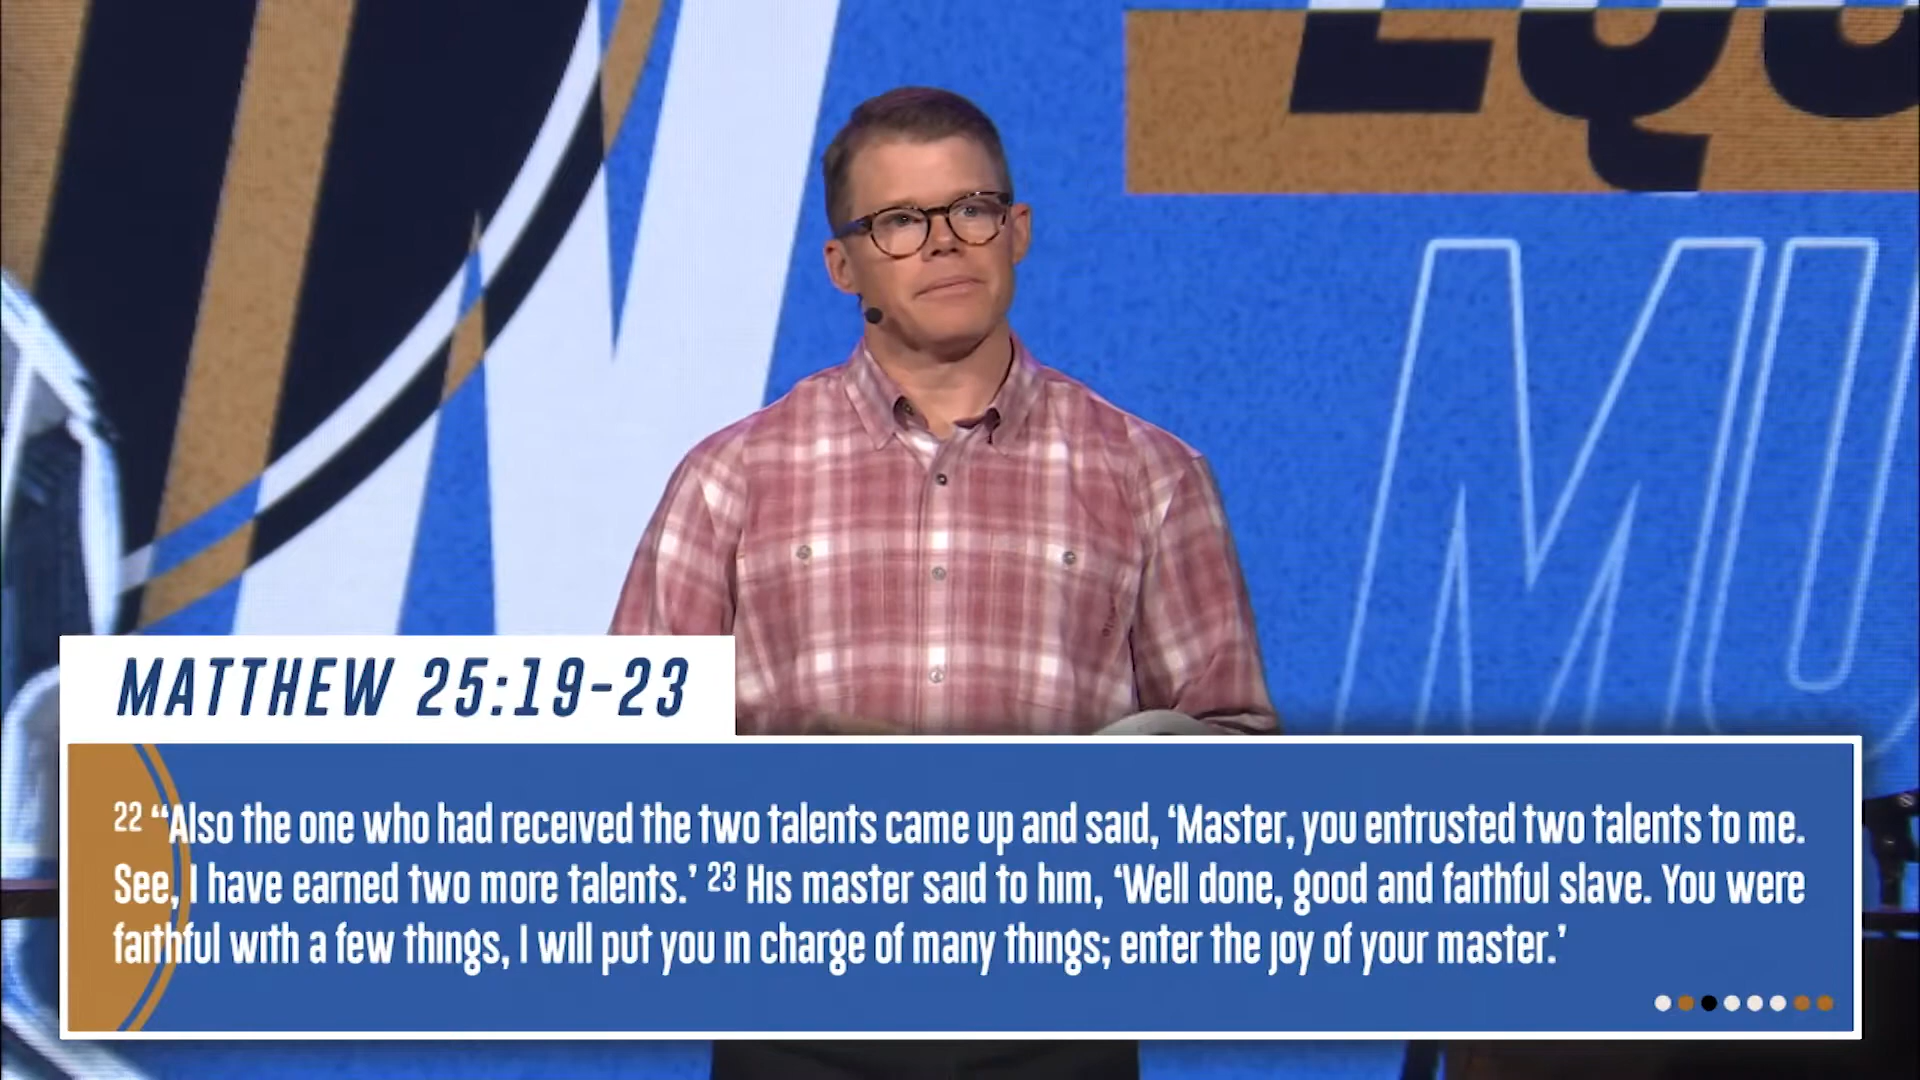 MU
MATTHEW 25:19-23
22 “Also the one who had received the two talents came up and said, ‘Master, you entrusted two talents to me.
See, I have earned two more talents.’ 23 His master said to him, ‘Well done, good and faithful slave. You were
faithful with a few things, I will put you in charge of many things; enter the joy of your master.’